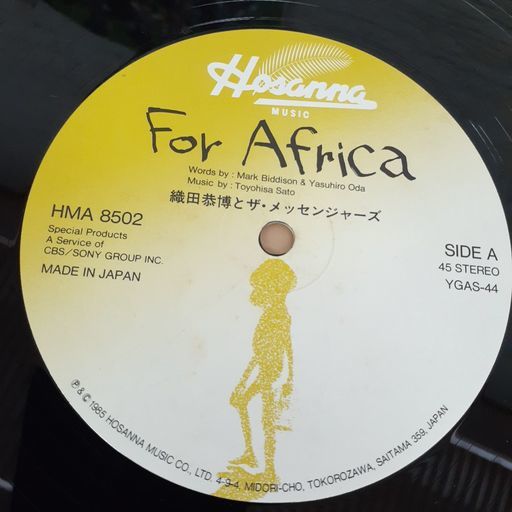 Hosanna
MUSIC
For Africa
Words by : Mark Biddison & Yasuhiro Oda
Music by : Toyohisa Sato
織田恭博とザ・メッセンジャーズ
HMA 8502
Special Products
A Service of
CBS/SONY GROUP INC.
MADE IN JAPAN
SIDE A
45 STEREO
YGAS-44
℗ & © 1985 HOSANNA MUSIC CO., LTD. 4-9-4, MIDORI-CHO, TOKOROZAWA, SAITAMA 359, JAPAN